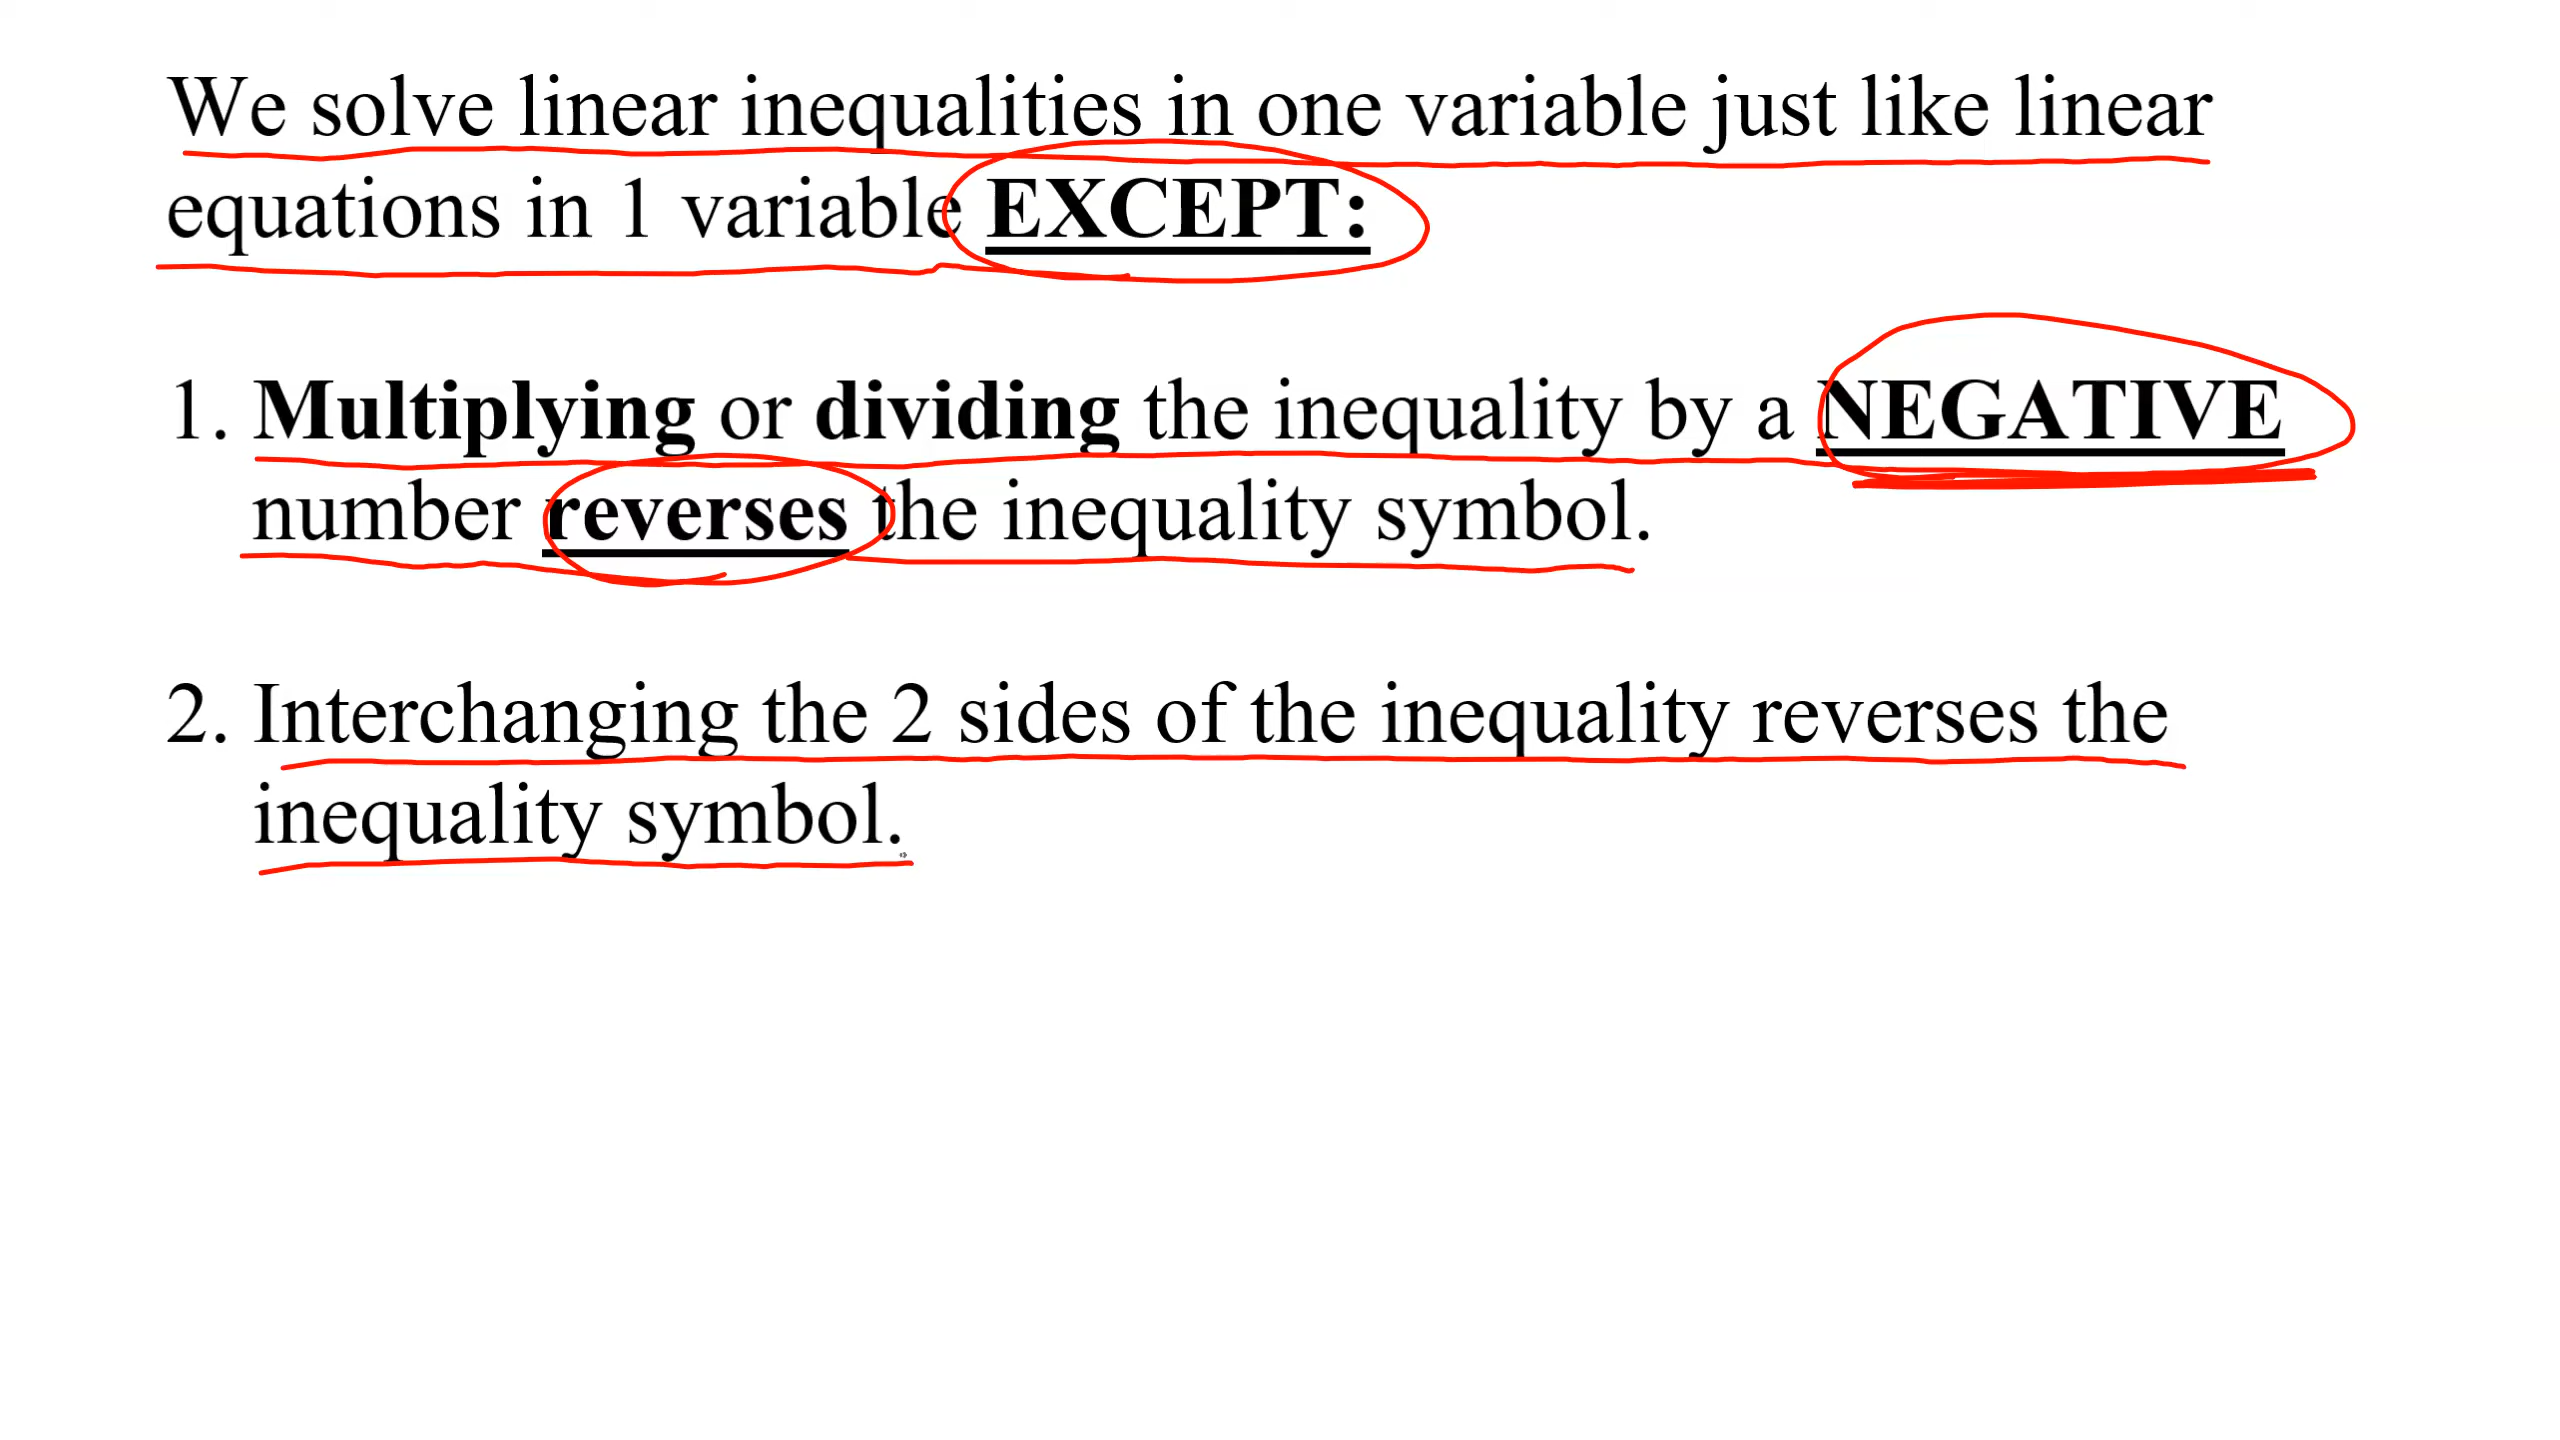 We solve linear inequalities in one variable just like linear
equations in 1 variable EXCEPT:
1. Multiplying or dividing the inequality by a NEGATIVE
number reverses the inequality symbol.
2. Interchanging the 2 sides of the inequality reverses the
inequality symbol.